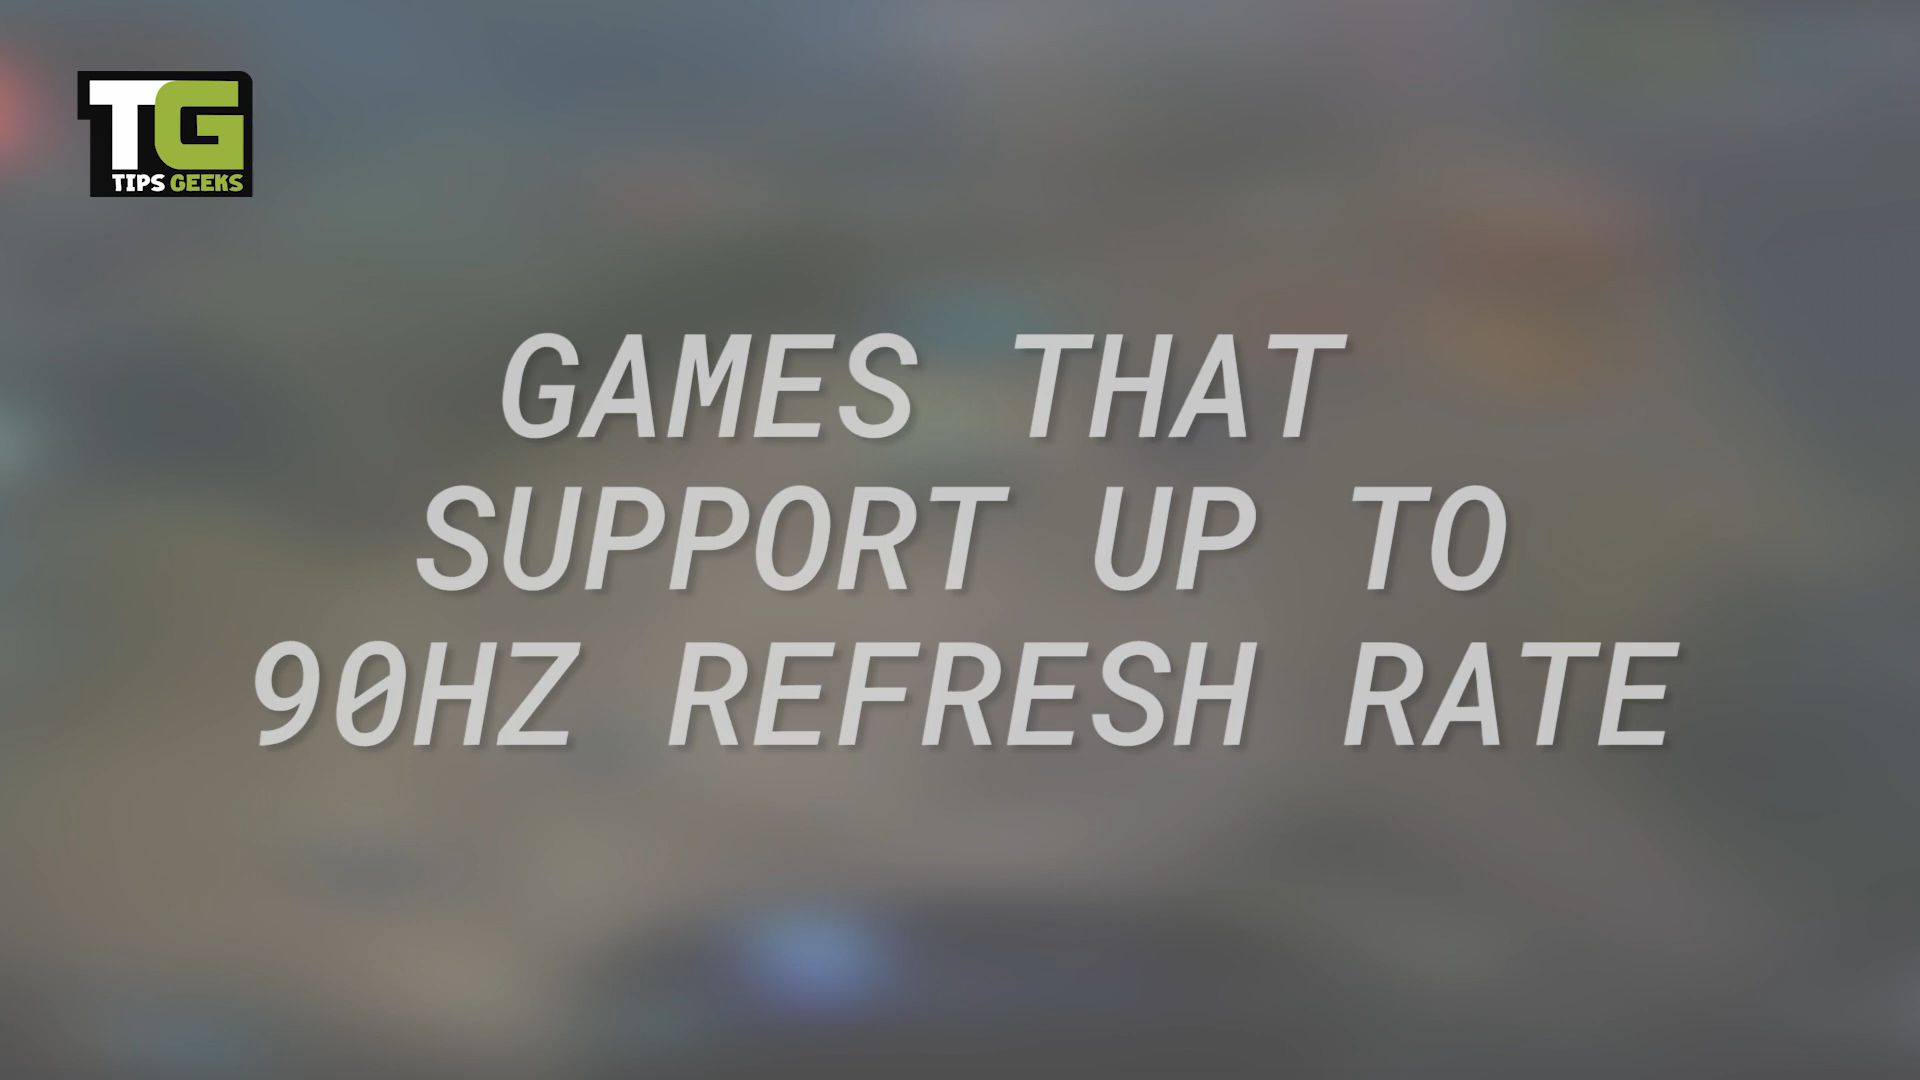 TG
TIPS GEEKS
GAMES THAT
SUPPORT UP TO
90HZ REFRESH RATE